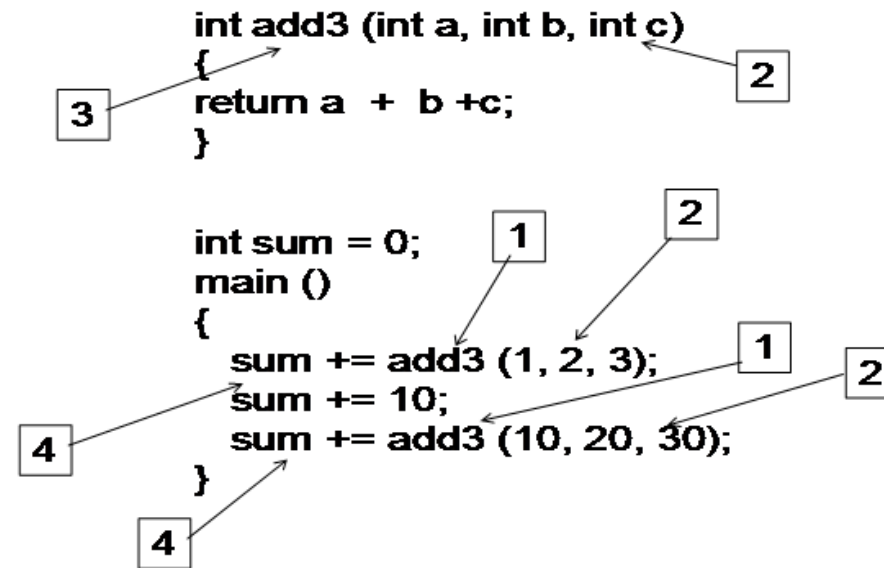 int add3 (int a, int b, int c)
{
2
3
return a + b +c;
}
2
int sum = 0;
1
main ()
{
1
sum += add3 (1, 2, 3);
2
sum += 10;
4
sum += add3 (10, 20, 30);
}
4